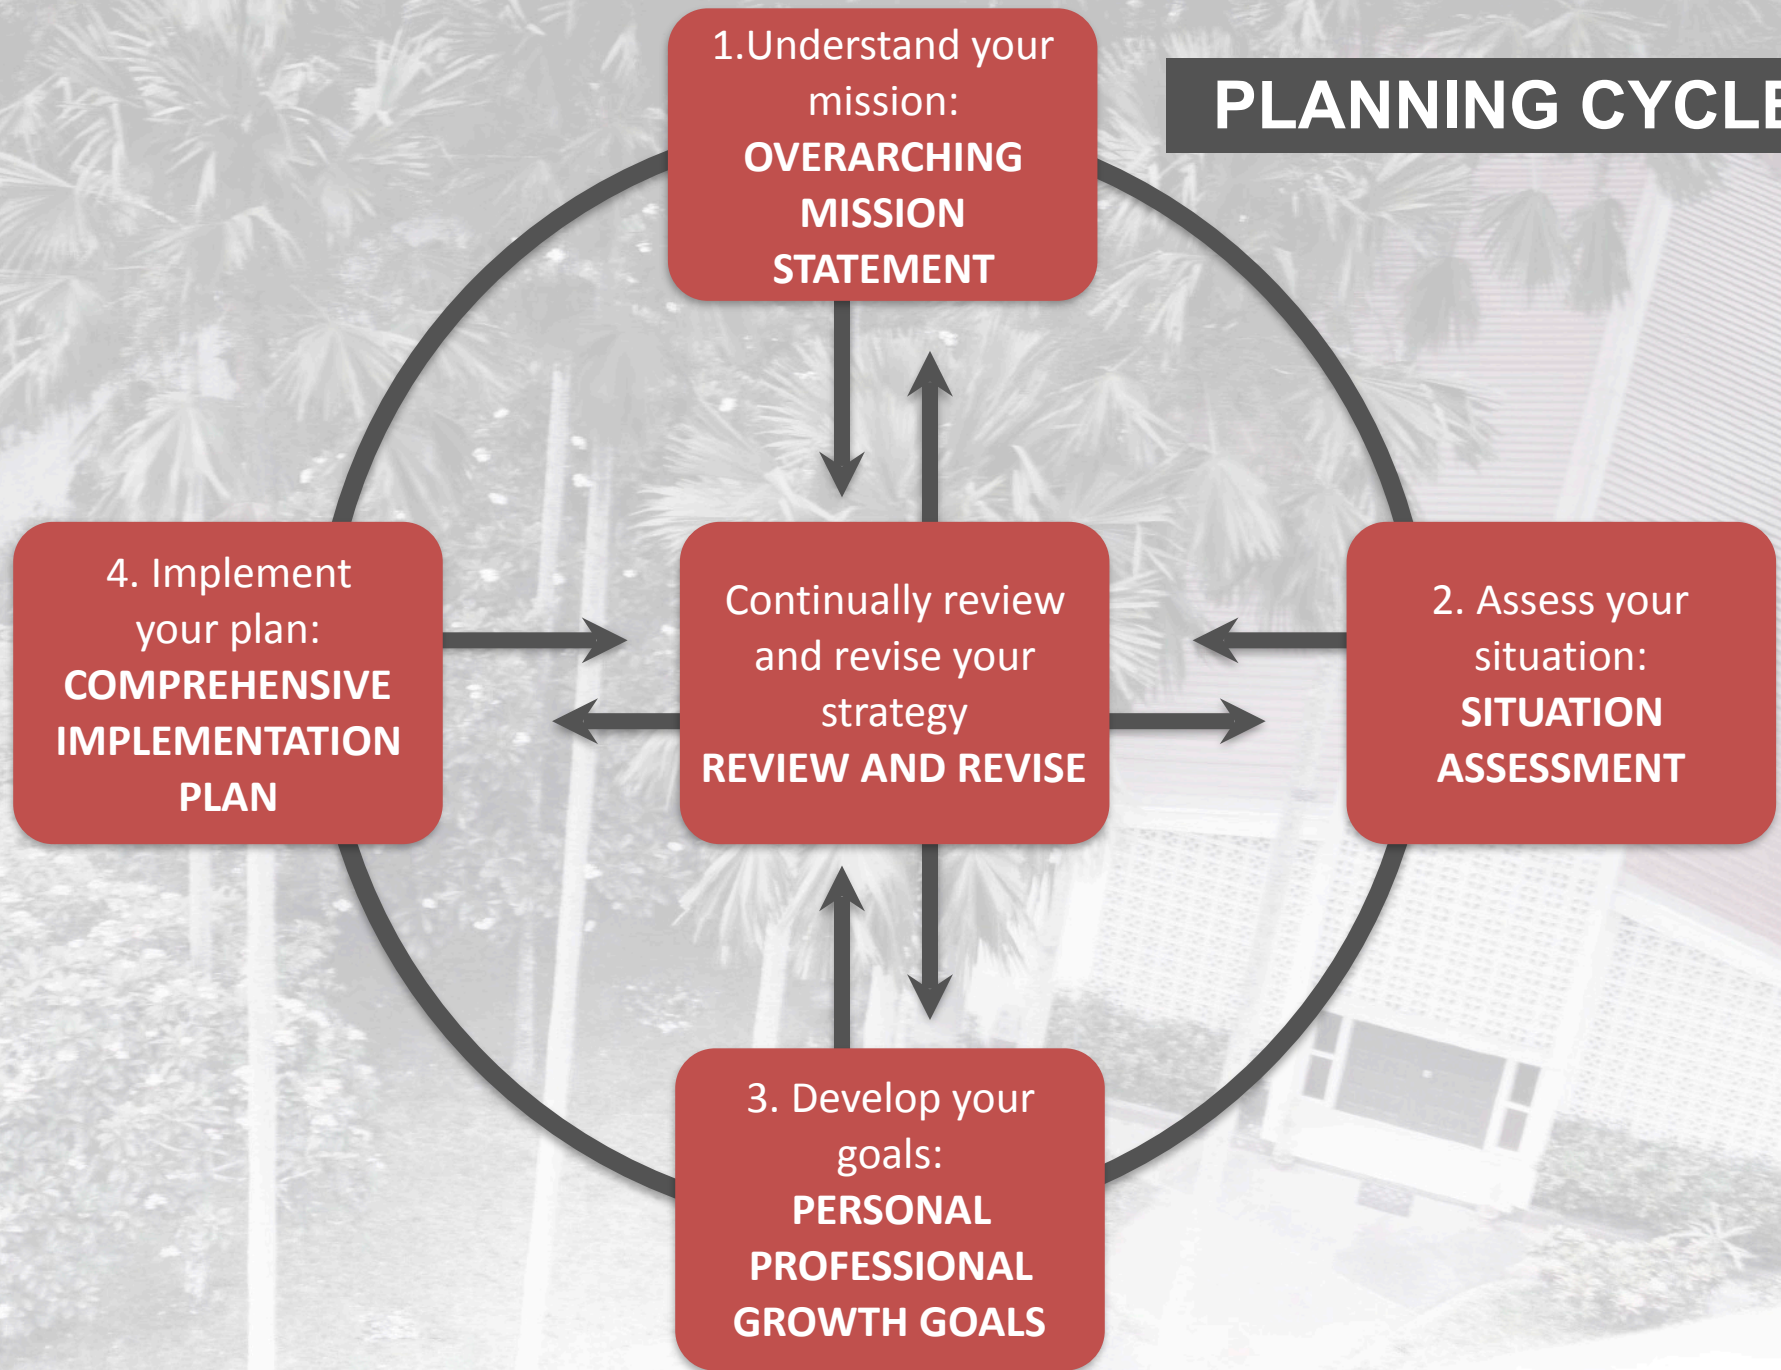 PLANNING CYCLE
1.Understand your
mission:
OVERARCHING
MISSION
STATEMENT
2. Assess your
situation:
SITUATION
ASSESSMENT
3. Develop your
goals:
PERSONAL
PROFESSIONAL
GROWTH GOALS
4. Implement
your plan:
COMPREHENSIVE
IMPLEMENTATION
PLAN
Continually review
and revise your
strategy
REVIEW AND REVISE